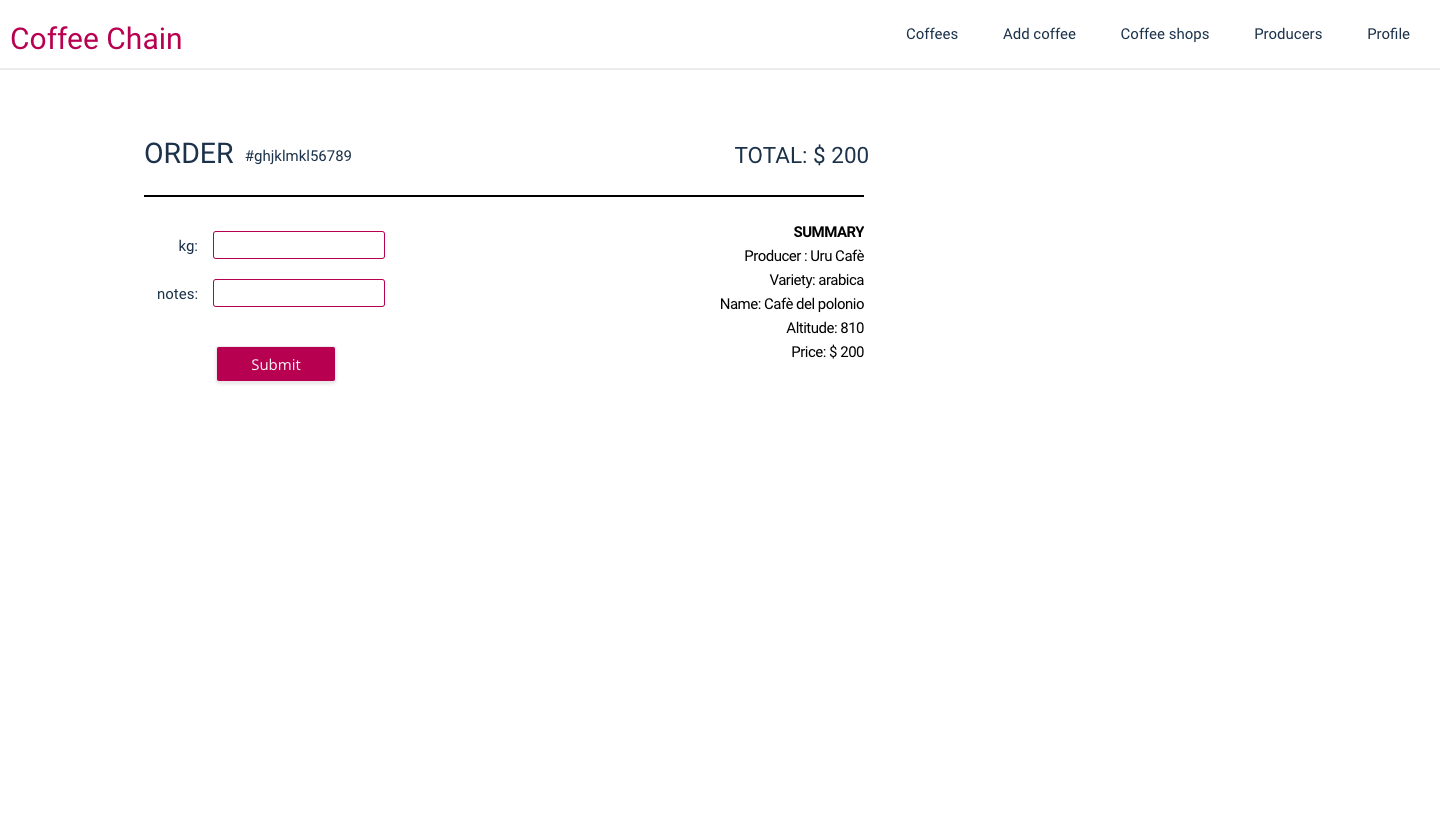 Coffee Chain
Coffees Add coffee Coffee shops Producers Profile
ORDER #ghjklmkl56789
TOTAL: $ 200
kg:
notes:
Submit
SUMMARY
Producer : Uru Cafè
Variety: arabica
Name: Cafè del polonio
Altitude: 810
Price: $ 200